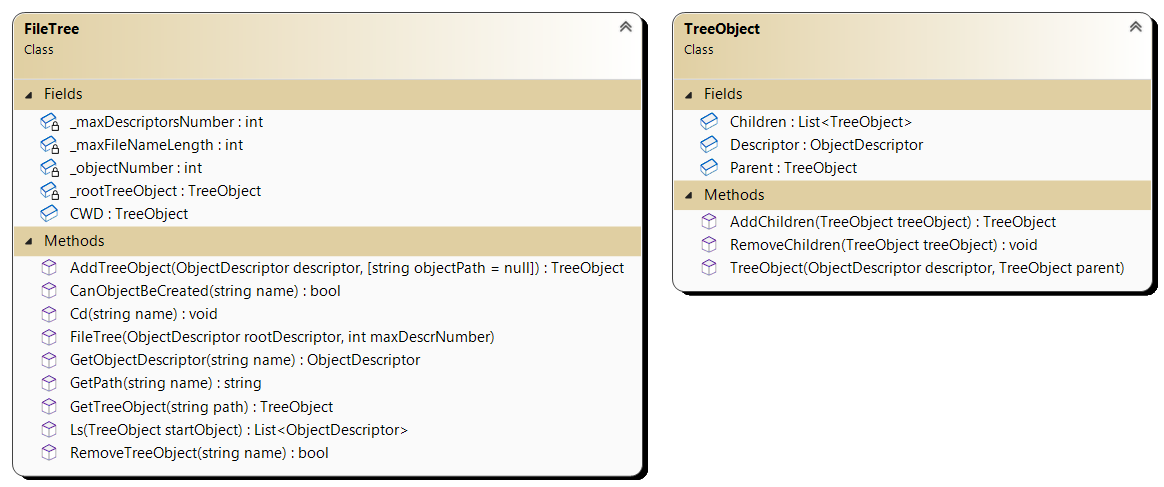 FileTree
Class
Fields
_maxDescriptorsNumber : int
_maxFileNameLength : int
_objectNumber : int
_rootTreeObject : TreeObject
CWD : TreeObject
Methods
AddTreeObject(ObjectDescriptor descriptor, [string objectPath = null]) : TreeObject
CanObjectBeCreated(string name) : bool
Cd(string name) : void
FileTree(ObjectDescriptor rootDescriptor, int maxDescrNumber)
GetObjectDescriptor(string name) : ObjectDescriptor
GetPath(string name) : string
GetTreeObject(string path) : TreeObject
Ls(TreeObject startObject) : List<ObjectDescriptor>
RemoveTreeObject(string name) : bool
TreeObject
Class
Fields
Children : List<TreeObject>
Descriptor : ObjectDescriptor
Parent : TreeObject
Methods
AddChildren(TreeObject treeObject) : TreeObject
RemoveChildren(TreeObject treeObject) : void
TreeObject(ObjectDescriptor descriptor, TreeObject parent)